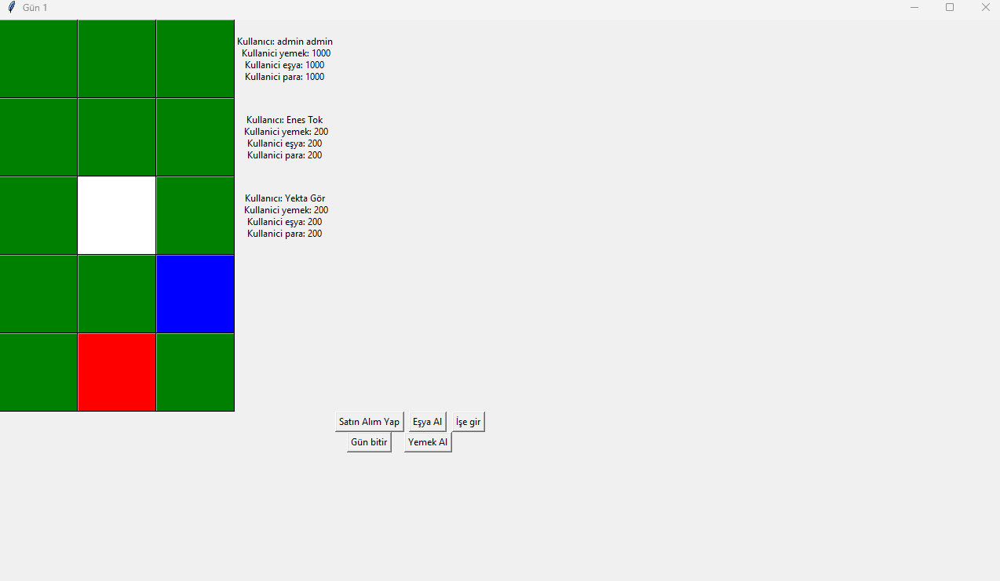 Gün 1
Kullanıcı: admin admin
Kullanici yemek: 1000
Kullanici eşya: 1000
Kullanici para: 1000
Kullanıcı: Enes Tok
Kullanici yemek: 200
Kullanici eşya: 200
Kullanici para: 200
Kullanıcı: Yekta Gör
Kullanici yemek: 200
Kullanici eşya: 200
Kullanici para: 200
Satın Alım Yap Eşya Al İşe gir
Gün bitir Yemek Al